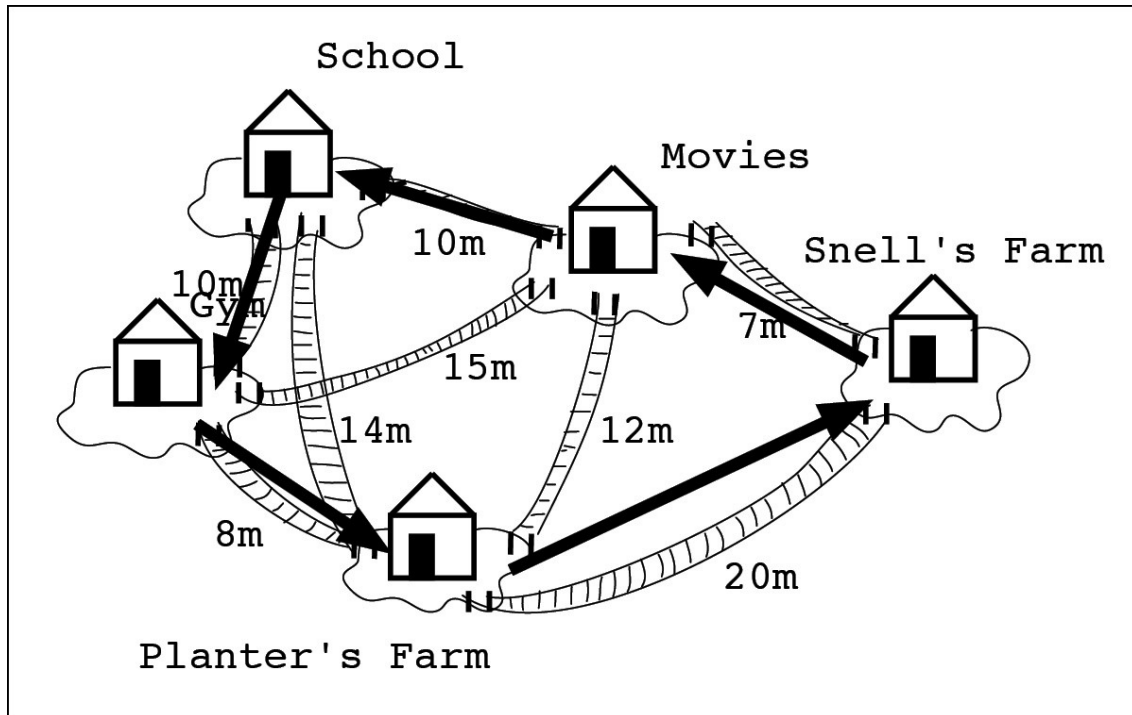 School
Movies
Snell's Farm
10m
10m
Gym
7m
15m
14m
12m
8m
20m
Planter's Farm